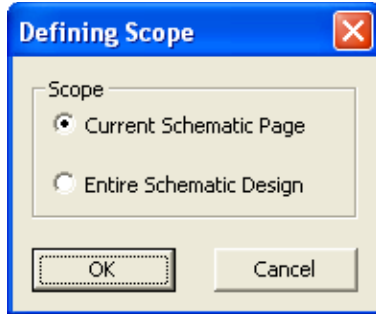 Defining Scope
Scope
Current Schematic Page
Entire Schematic Design
OK
Cancel